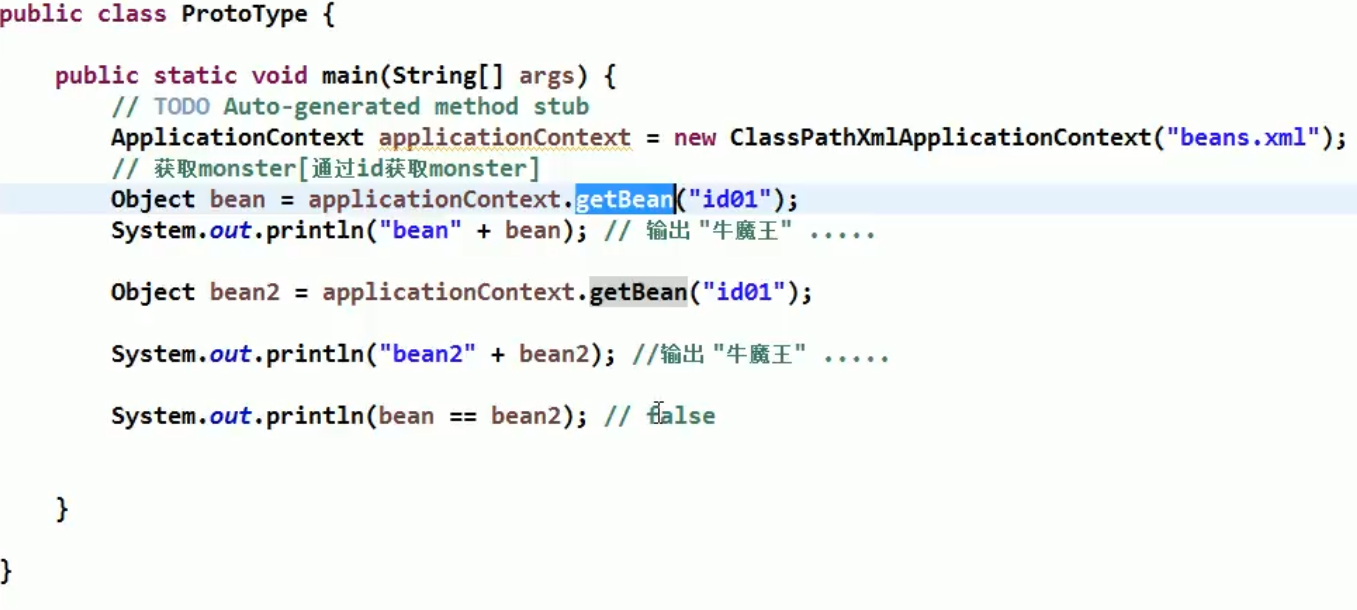 public class ProtoType {
public static void main(String[] args) {
// TODO Auto-generated method stub
ApplicationContext applicationContext = new ClassPathXmlApplicationContext("beans.xml");
// 获取monster[通过id获取monster]
Object bean = applicationContext.getBean("id01");
System.out.println("bean" + bean); // 输出 "牛魔王" .....
Object bean2 = applicationContext.getBean("id01");
System.out.println("bean2" + bean2); //输出 "牛魔王" .....
System.out.println(bean == bean2); // false
}
}